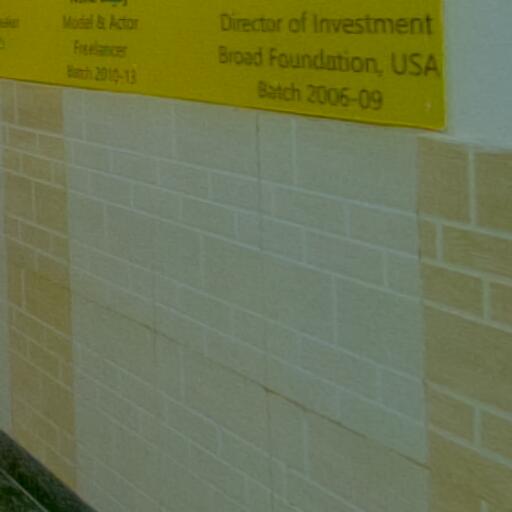 Model & Actor
Freelancer
Batch 2010-13
Director of Investment
Broad Foundation, USA
Batch 2006-09